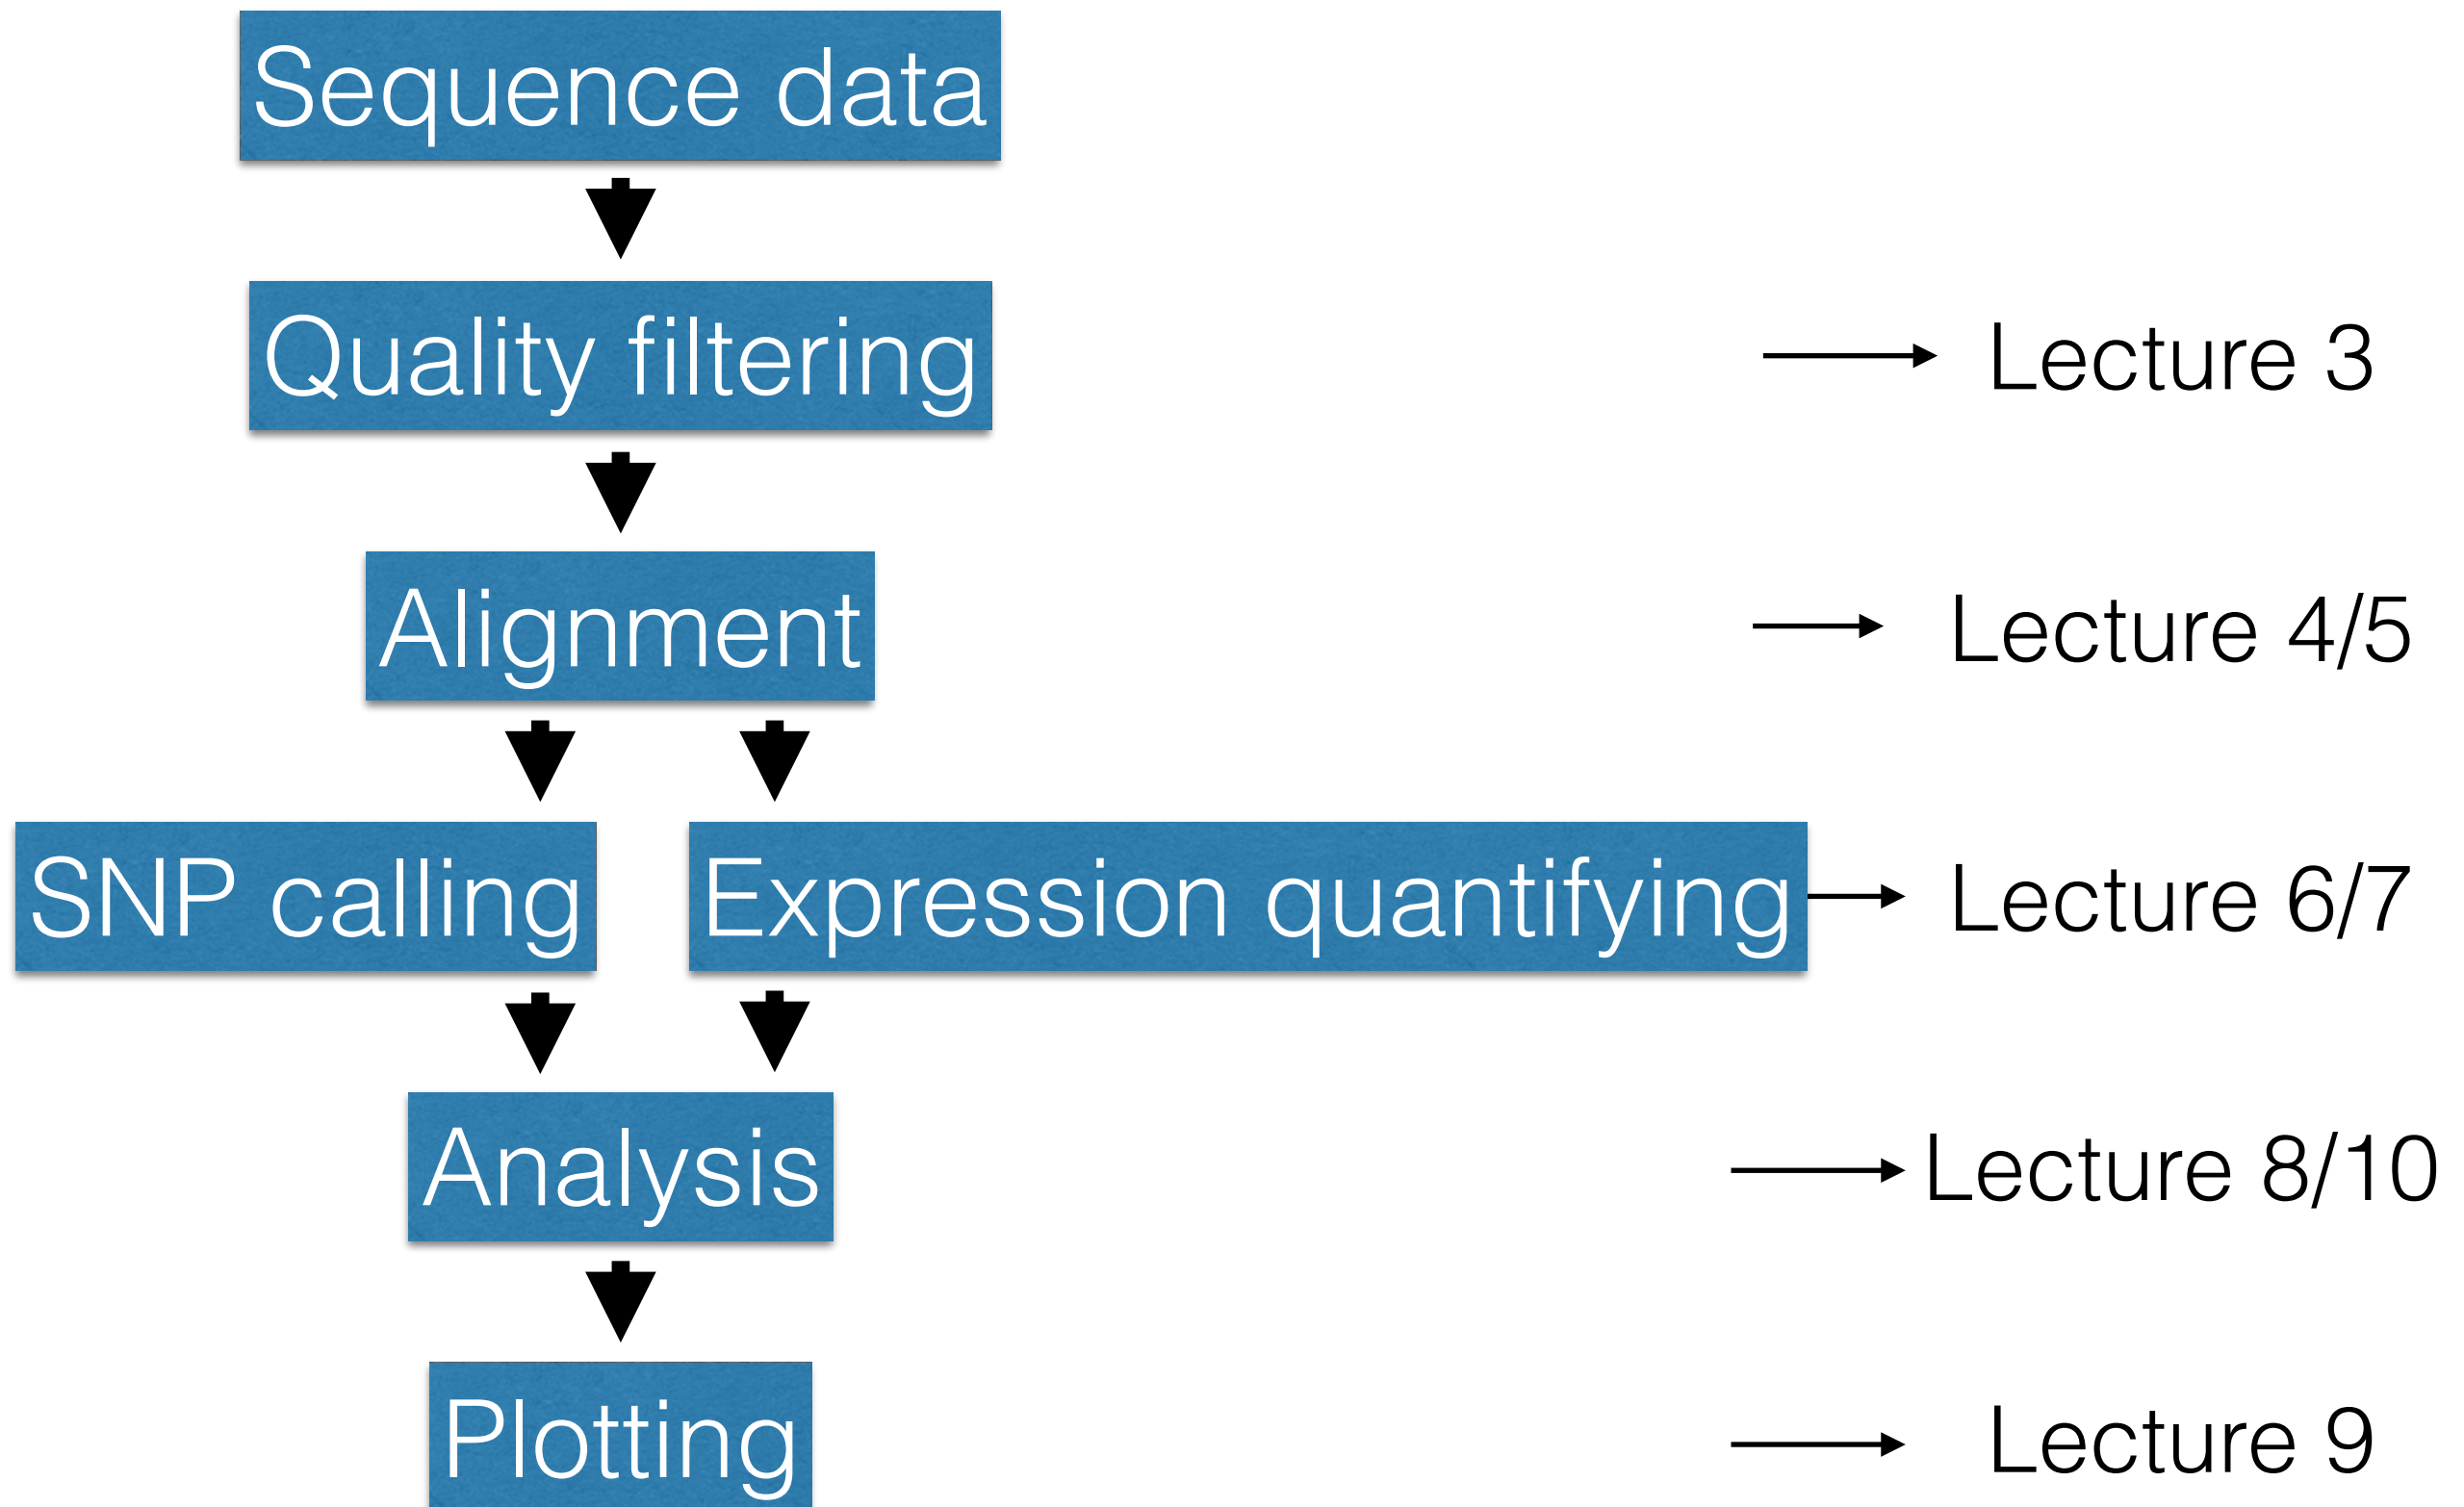 Sequence data
Quality filtering
Lecture 3
Alignment
Lecture 4/5
SNP calling
Expression quantifying
Lecture 6/7
Analysis
Lecture 8/10
Plotting
Lecture 9